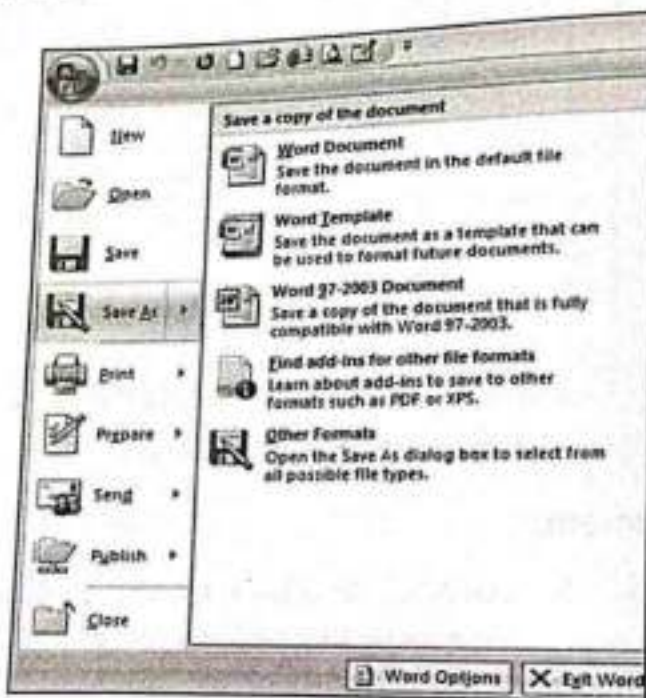 New
Open
Save
Save As
Print
Prepare
Send
Publish
Close
Save a copy of the document
Word Document
Save the document in the default file
format.
Word Template
Save the document as a template that can
be used to format future documents.
Word 97-2003 Document
Save a copy of the document that is fully
compatible with Word 97-2003.
Find add-ins for other file formats
Learn about add-ins to save to other
formats such as PDF or XPS.
Other Formats
Open the Save As dialog box to select from
all possible file types.
Word Options
Exit Word